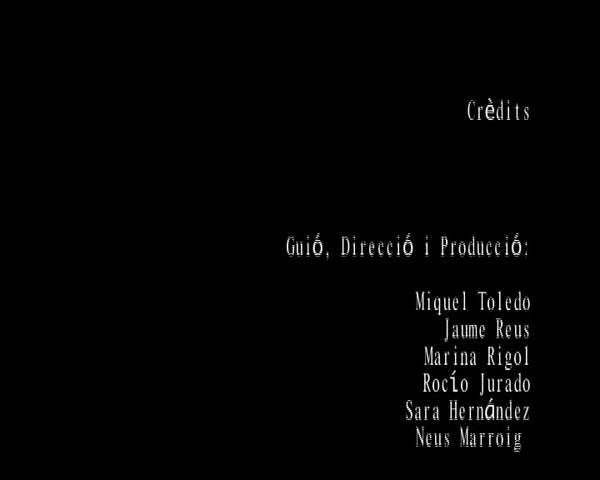 Crèdits
Guió, Direcció i Producció:
Miquel Toledo
Jaume Reus
Marina Rigol
Rocío Jurado
Sara Hernández
Neus Marroig